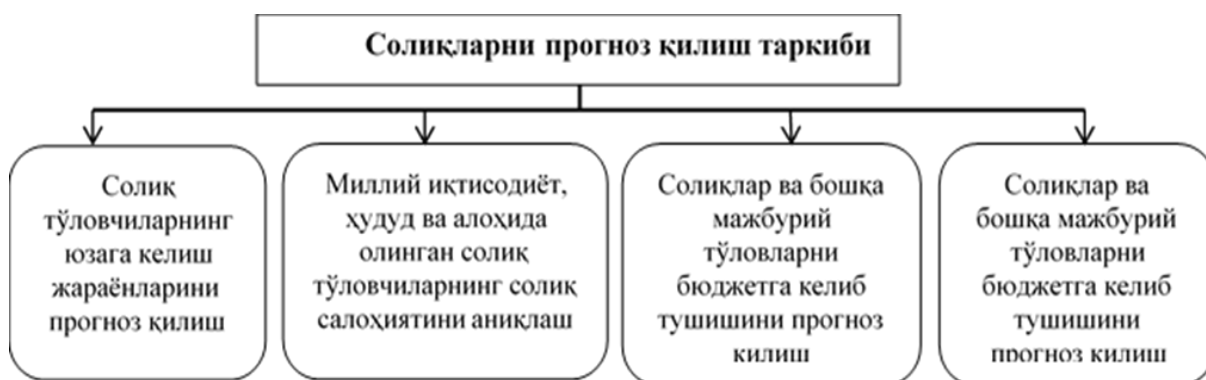 Солиқларни прогноз қилиш таркиби
Солиқ
тўловчиларнинг
юзага келиш
жараёнларини
прогноз қилиш
Миллий иқтисодиёт,
ҳудуд ва алоҳида
олинган солиқ
тўловчиларнинг солиқ
салоҳиятини аниқлаш
Солиқлар ва бошқа
мажбурий
тўловларни
бюджетга келиб
тушишини прогноз
қилиш
Солиқлар ва
бошқа мажбурий
тўловларни
бюджетга келиб
тушишини
прогноз қилиш